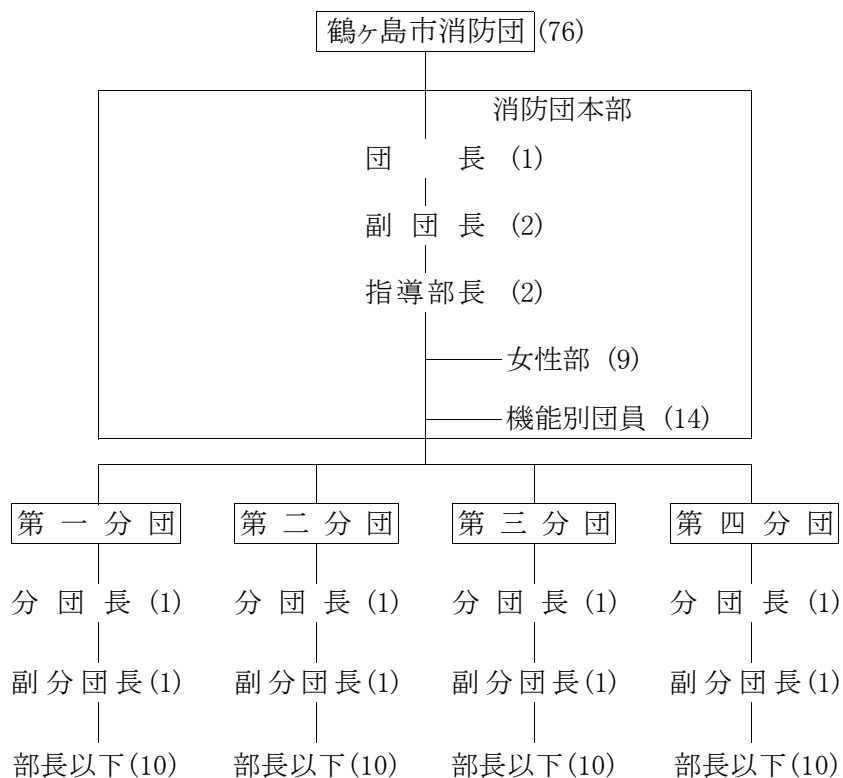 鶴ヶ島市消防団(76)
消防団本部
団長 (1)
副団長 (2)
指導部長 (2)
女性部 (9)
機能別団員 (14)
第一分団 第二分団 第三分団 第四分団
分団長(1) 分団長(1) 分団長(1) 分団長(1)
副分団長(1) 副分団長(1) 副分団長(1) 副分団長(1)
部長以下(10) 部長以下(10) 部長以下(10) 部長以下(10)